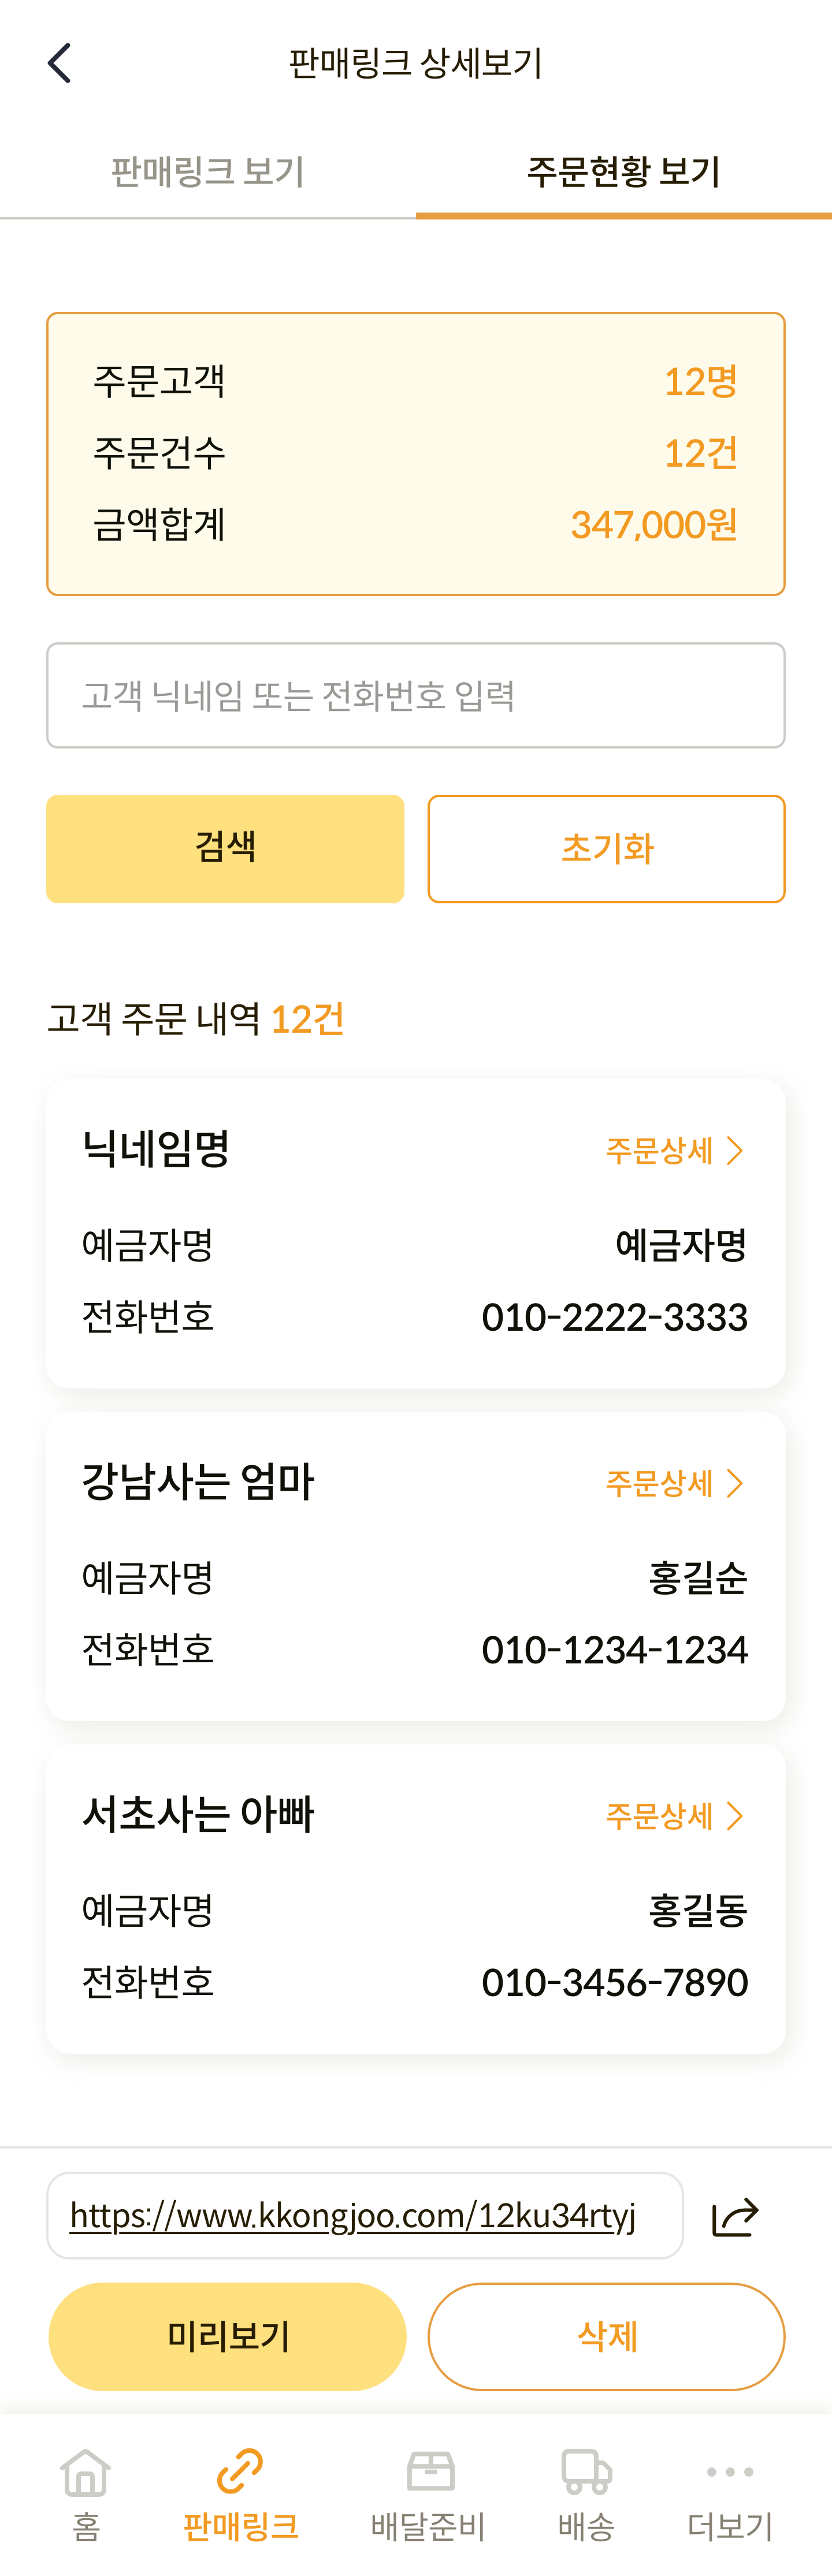 판매링크 상세보기
판매링크 보기 주문현황 보기
주문고객 12명
주문건수 12건
금액합계 347,000원
고객 닉네임 또는 전화번호 입력
검색 초기화
고객 주문 내역 12건
닉네임명 주문상세
예금자명 예금자명
전화번호 010-2222-3333
강남사는 엄마 주문상세
예금자명 홍길순
전화번호 010-1234-1234
서초사는 아빠 주문상세
예금자명 홍길동
전화번호 010-3456-7890
https://www.kkongjoo.com/12ku34rtyj
미리보기 삭제
홈 판매링크 배달준비 배송 더보기